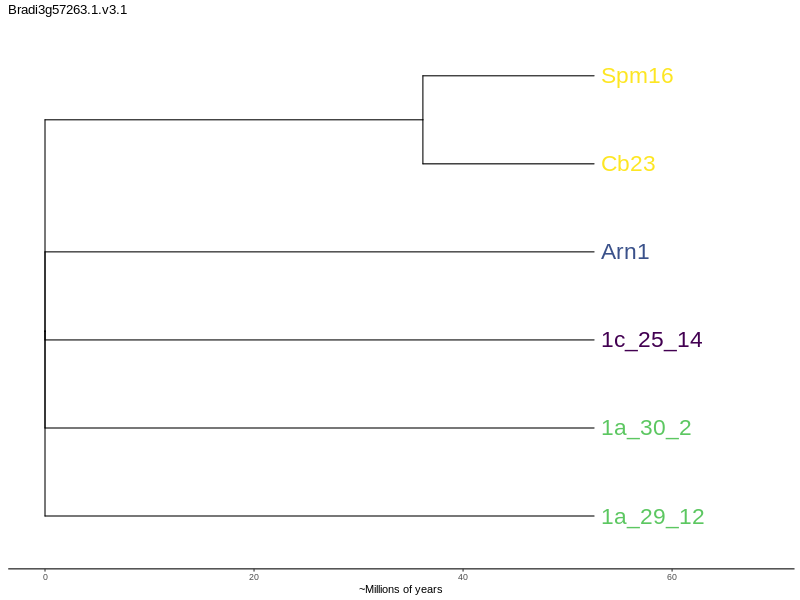 Bradi3g57263.1.v3.1
Spm16
Cb23
Arn1
1c_25_14
1a_30_2
1a_29_12
0 20 40 60
~Millions of years